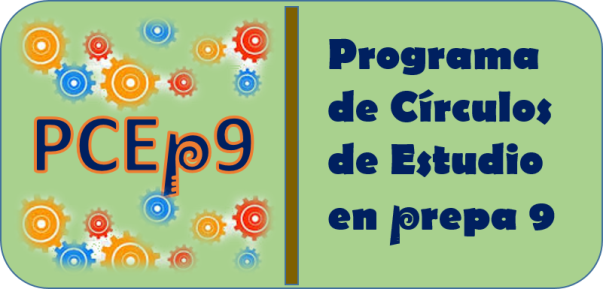 PCEp9
Programa
de Círculos
de Estudio
en prepa 9